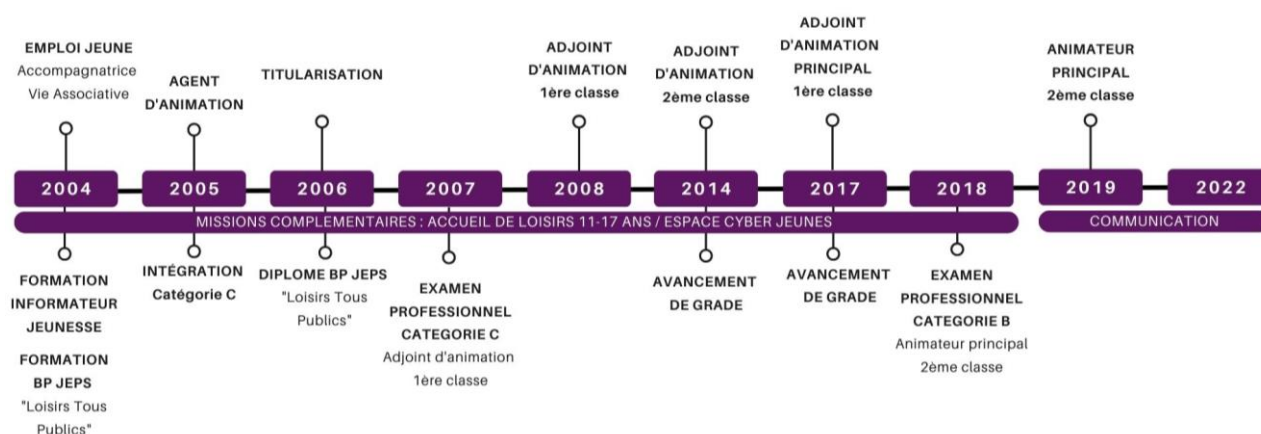 EMPLOI JEUNE
Accompagnatrice
Vie Associative
AGENT
D'ANIMATION
TITULARISATION
ADJOINT
D'ANIMATION
1ère classe
ADJOINT
D'ANIMATION
2ème classe
ADJOINT
D'ANIMATION
PRINCIPAL
1ère classe
ANIMATEUR
PRINCIPAL
2ème classe
2004 2005 2006 2007 2008 2014 2017 2018 2019 2022
MISSIONS COMPLEMENTAIRES : ACCUEIL DE LOISIRS 11-17 ANS / ESPACE CYBER JEUNES
COMMUNICATION
FORMATION
INFORMATEUR
JEUNESSE
FORMATION
BP JEPS
"Loisirs Tous
Publics"
INTÉGRATION
Catégorie C
DIPLOME BP JEPS
"Loisirs Tous
Publics"
EXAMEN
PROFESSIONNEL
CATEGORIE C
Adjoint d'animation
1ère classe
AVANCEMENT
DE GRADE
AVANCEMENT
DE GRADE
EXAMEN
PROFESSIONNEL
CATEGORIE B
Animateur principal
2ème classe